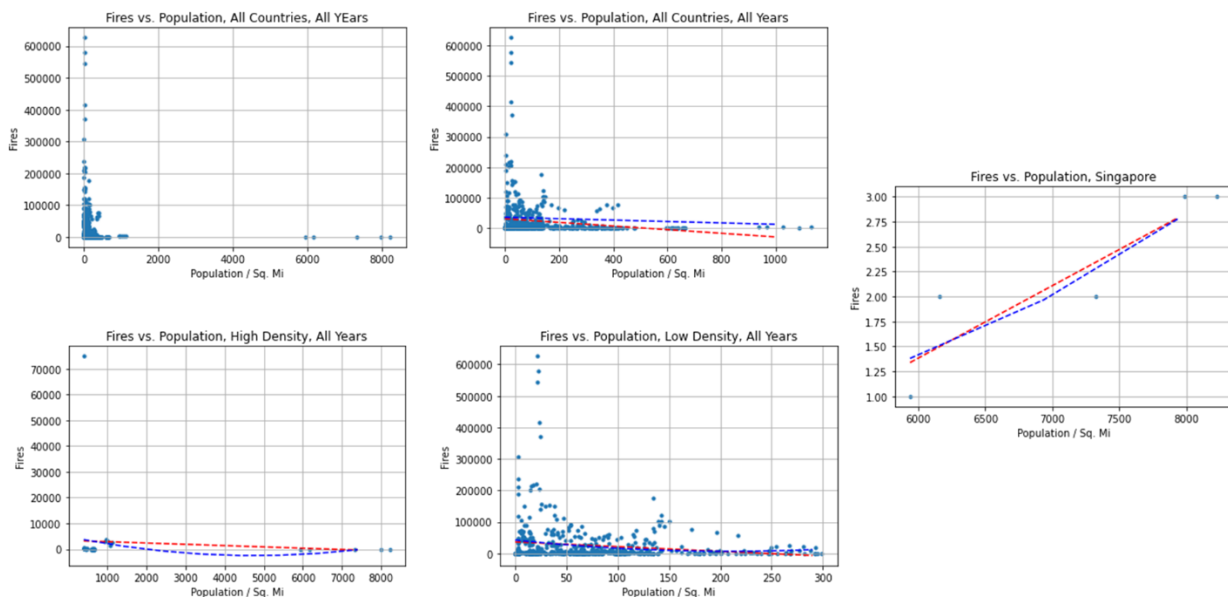 Fires vs. Population, All Countries, All YEars
600000
500000
400000
300000
200000
100000
0
Fires
0 2000 4000 6000 8000
Population / Sq. Mi
Fires vs. Population, All Countries, All Years
600000
500000
400000
300000
200000
100000
0
Fires
0 200 400 600 800 1000
Population / Sq. Mi
Fires vs. Population, Singapore
3.00
2.75
2.50
2.25
2.00
1.75
1.50
1.25
1.00
Fires
6000 6500 7000 7500 8000
Population / Sq. Mi
Fires vs. Population, High Density, All Years
70000
60000
50000
40000
30000
20000
10000
0
Fires
1000 2000 3000 4000 5000 6000 7000 8000
Population / Sq. Mi
Fires vs. Population, Low Density, All Years
600000
500000
400000
300000
200000
100000
0
Fires
0 50 100 150 200 250 300
Population / Sq. Mi